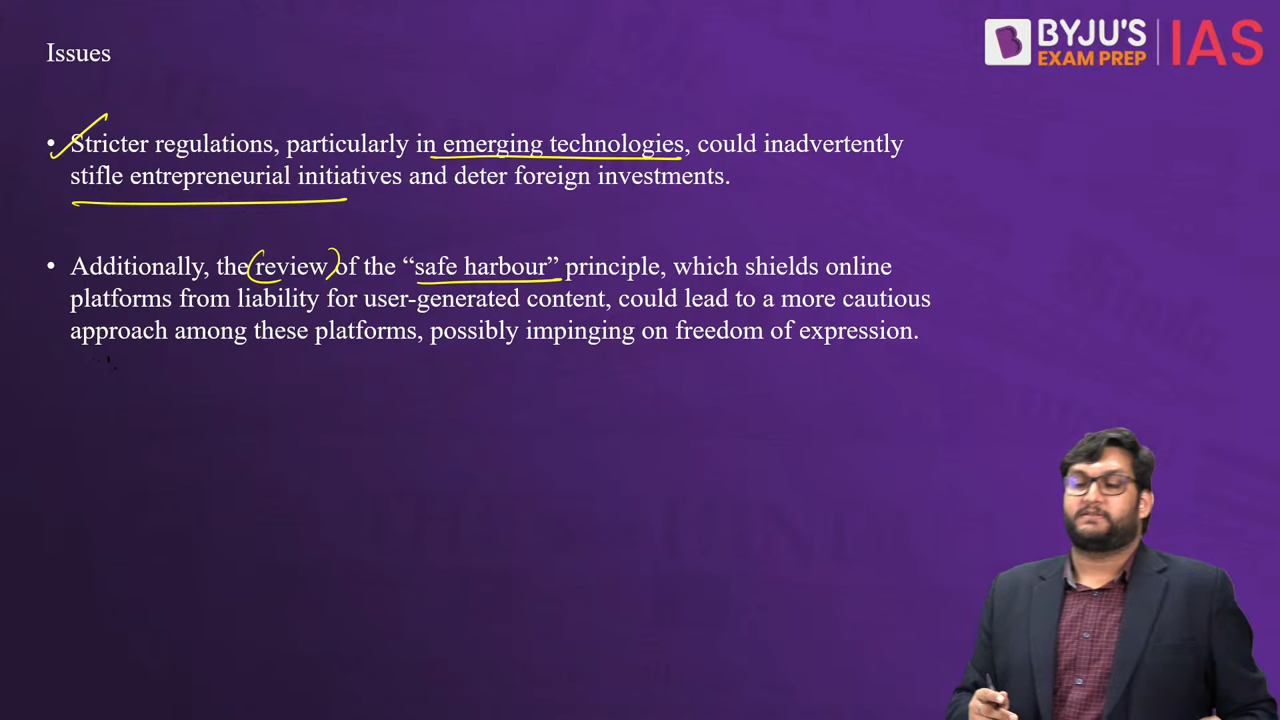 Issues
BYJU'S
EXAM PREP
IAS
• Stricter regulations, particularly in emerging technologies, could inadvertently
stifle entrepreneurial initiatives and deter foreign investments.
• Additionally, the review of the “safe harbour” principle, which shields online
platforms from liability for user-generated content, could lead to a more cautious
approach among these platforms, possibly impinging on freedom of expression.